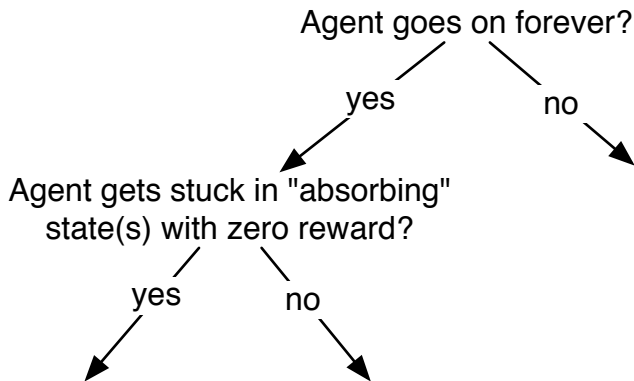 Agent goes on forever?
yes
no
Agent gets stuck in "absorbing"
state(s) with zero reward?
yes
no